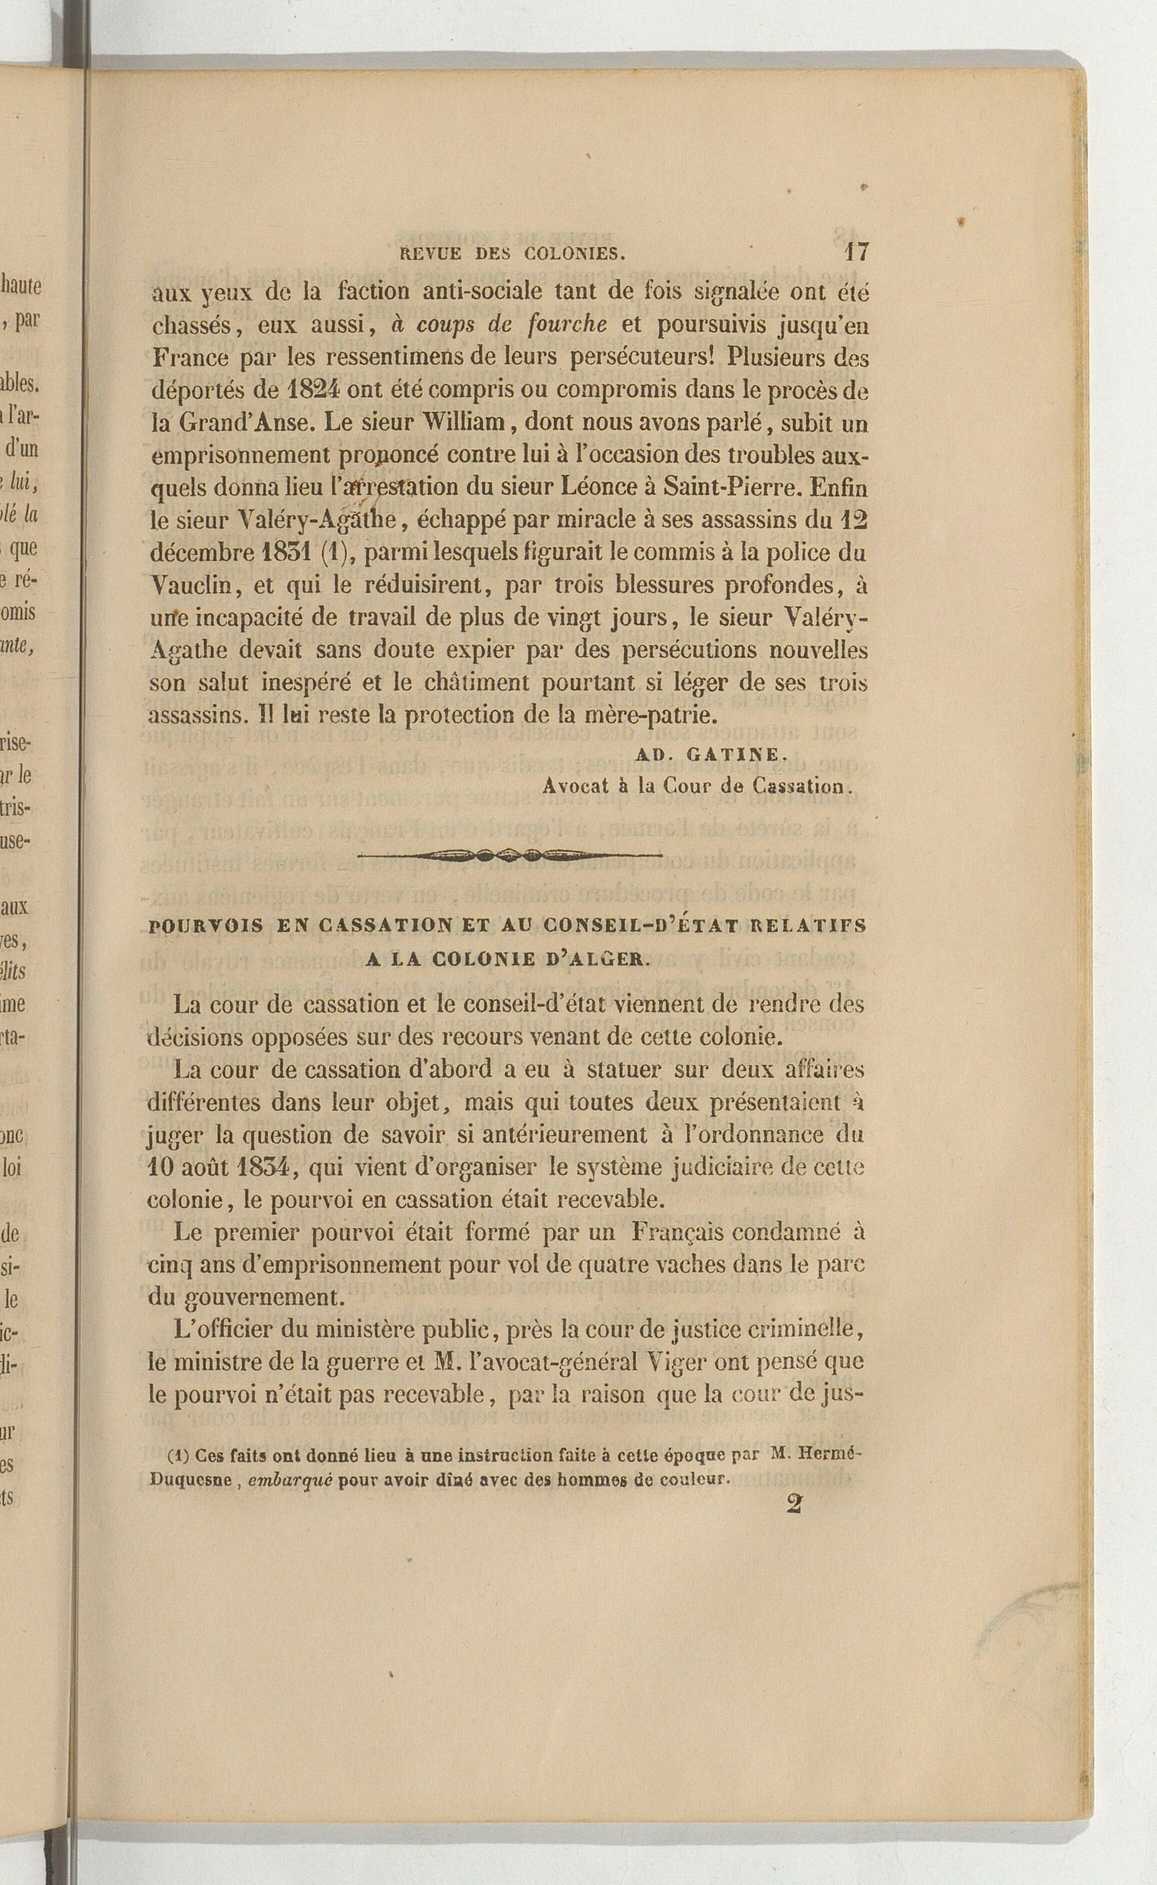 REVUE DES COLONIES. 17
aux yeux de la faction anti-sociale tant de fois signalée ont été
chassés, eux aussi, à coups de fourche et poursuivis jusqu'en
France par les ressentimens de leurs persécuteurs! Plusieurs des
déportés de 1824 ont été compris ou compromis dans le procès de
la Grand'Anse. Le sieur William, dont nous avons parlé, subit un
emprisonnement prononcé contre lui à l'occasion des troubles aux-
quels donna lieu l'arrestation du sieur Léonce à Saint-Pierre. Enfin
le sieur Valéry-Agathe, échappé par miracle à ses assassins du 12
décembre 1831 (1), parmi lesquels figurait le commis à la police du
Vauclin, et qui le réduisirent, par trois blessures profondes, à
une incapacité de travail de plus de vingt jours, le sieur Valéry-
Agathe devait sans doute expier par des persécutions nouvelles
son salut inespéré et le châtiment pourtant si léger de ses trois
assassins. Il lui reste la protection de la mère-patrie.
AD. GATINE.
Avocat à la Cour de Cassation.
POURVOIS EN CASSATION ET AU CONSEIL-D'ÉTAT RELATIFS
A LA COLONIE D'ALGER.
La cour de cassation et le conseil-d'état viennent de rendre des
décisions opposées sur des recours venant de cette colonie.
La cour de cassation d'abord a eu à statuer sur deux affaires
différentes dans leur objet, mais qui toutes deux présentaient à
juger la question de savoir si antérieurement à l'ordonnance du
10 août 1834, qui vient d'organiser le système judiciaire de cette
colonie, le pourvoi en cassation était recevable.
Le premier pourvoi était formé par un Français condamné à
cinq ans d'emprisonnement pour vol de quatre vaches dans le parc
du gouvernement.
L'officier du ministère public, près la cour de justice criminelle,
le ministre de la guerre et M. l'avocat-général Viger ont pensé que
le pourvoi n'était pas recevable, par la raison que la cour de jus-
(1) Ces faits ont donné lieu à une instruction faite à cette époque par M. Hermé-
Duquesne, embarqué pour avoir dîné avec des hommes de couleur.
2